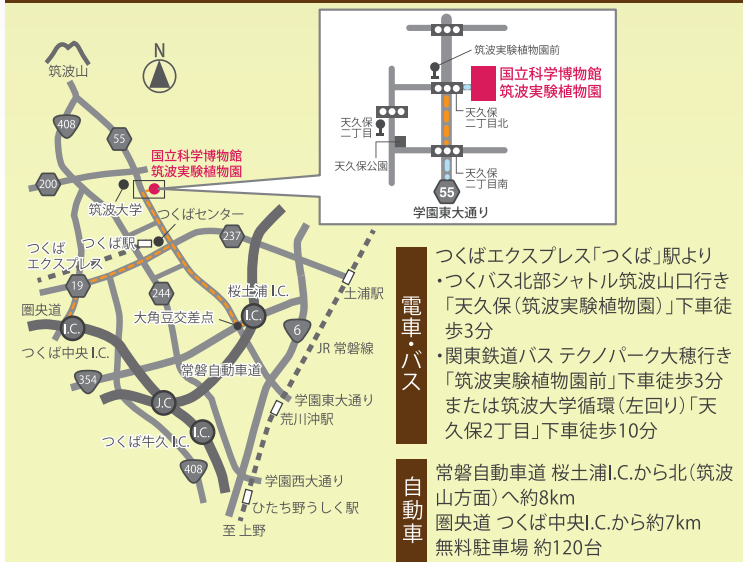 筑波山
N
408
55
国立科学博物館
筑波実験植物園
200
筑波大学
つくばセンター
つくば駅
つくば
エクスプレス
237
19
244
桜土浦 I.C.
土浦駅
圏央道
I.C.
つくば中央 I.C.
大角豆交差点
I.C.
6
JR 常磐線
354
常磐自動車道
J.C
学園東大通り
荒川沖駅
I.C.
つくば牛久 I.C.
408
学園西大通り
ひたち野うしく駅
至 上野
筑波実験植物園前
国立科学博物館
筑波実験植物園
天久保
二丁目北
天久保
二丁目
天久保公園
天久保
二丁目南
55
学園東大通り
電車・バス
つくばエクスプレス「つくば」駅より
・つくバス北部シャトル筑波山口行き
「天久保(筑波実験植物園)」下車徒
歩3分
・関東鉄道バス テクノパーク大穂行き
「筑波実験植物園前」下車徒歩3分
または筑波大学循環(左回り)「天
久保2丁目」下車徒歩10分
自動車
常磐自動車道 桜土浦I.C.から北(筑波
山方面)へ約8km
圏央道 つくば中央I.C.から約7km
無料駐車場 約120台